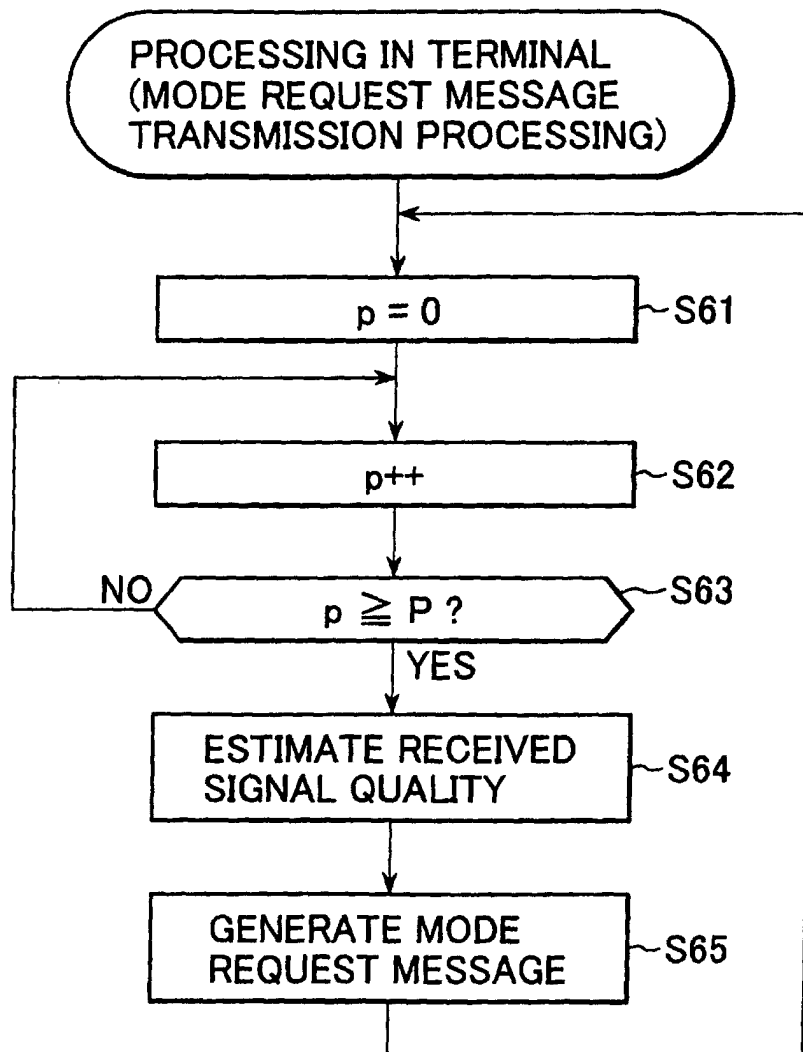 PROCESSING IN TERMINAL
(MODE REQUEST MESSAGE
TRANSMISSION PROCESSING)
p = 0
S61
p++
S62
NO
p ≧ P ?
S63
YES
ESTIMATE RECEIVED
SIGNAL QUALITY
S64
GENERATE MODE
REQUEST MESSAGE
S65